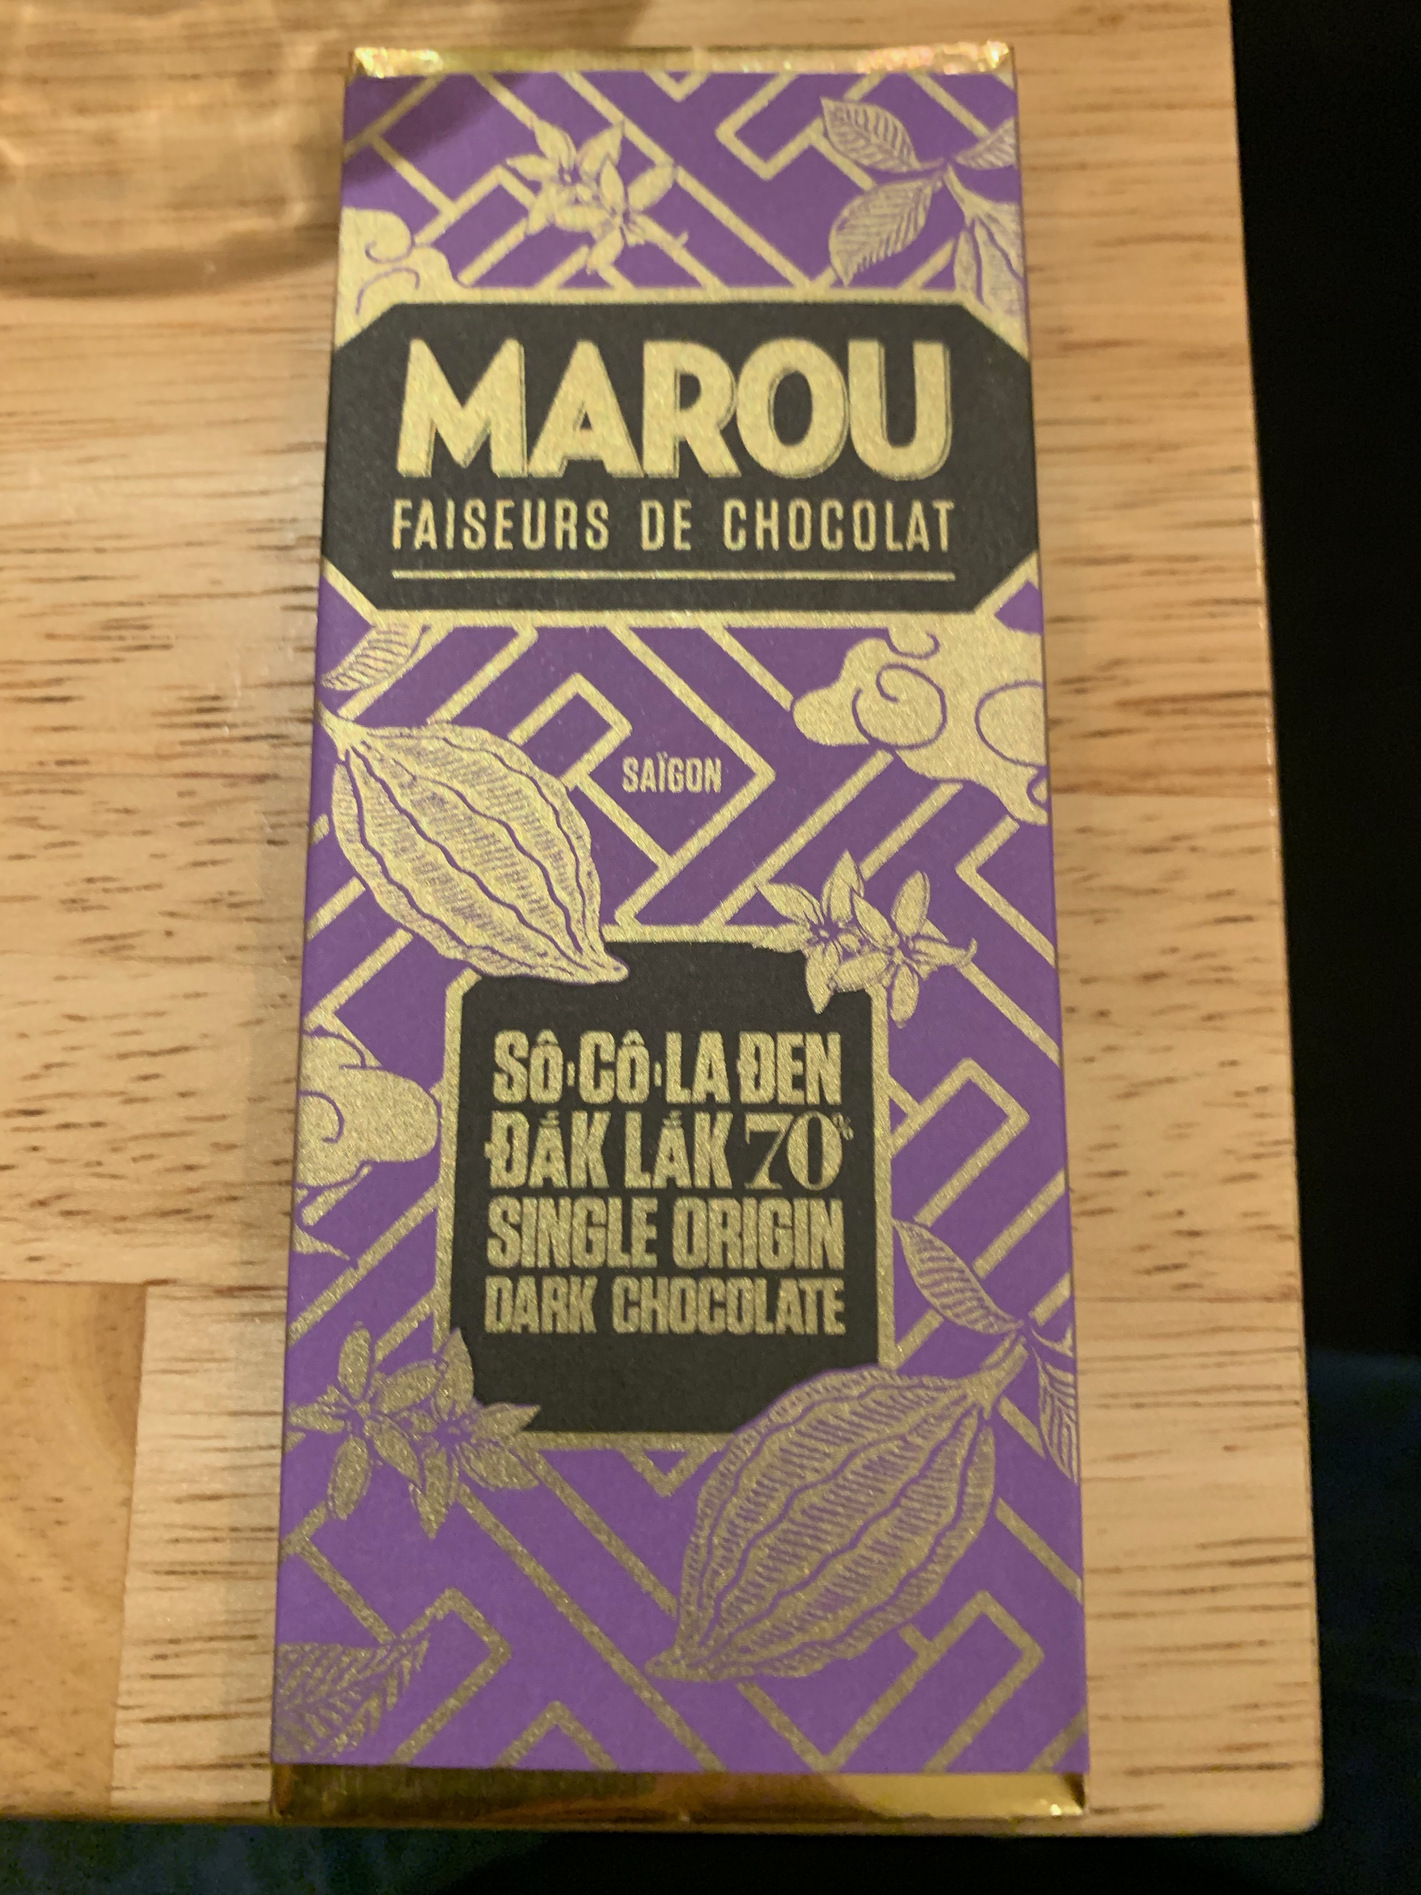 MAROU
FAISEURS DE CHOCOLAT
SAÏGON
SÔ·CÔ·LA ĐEN
ĐẮK LẮK 70%
SINGLE ORIGIN
DARK CHOCOLATE